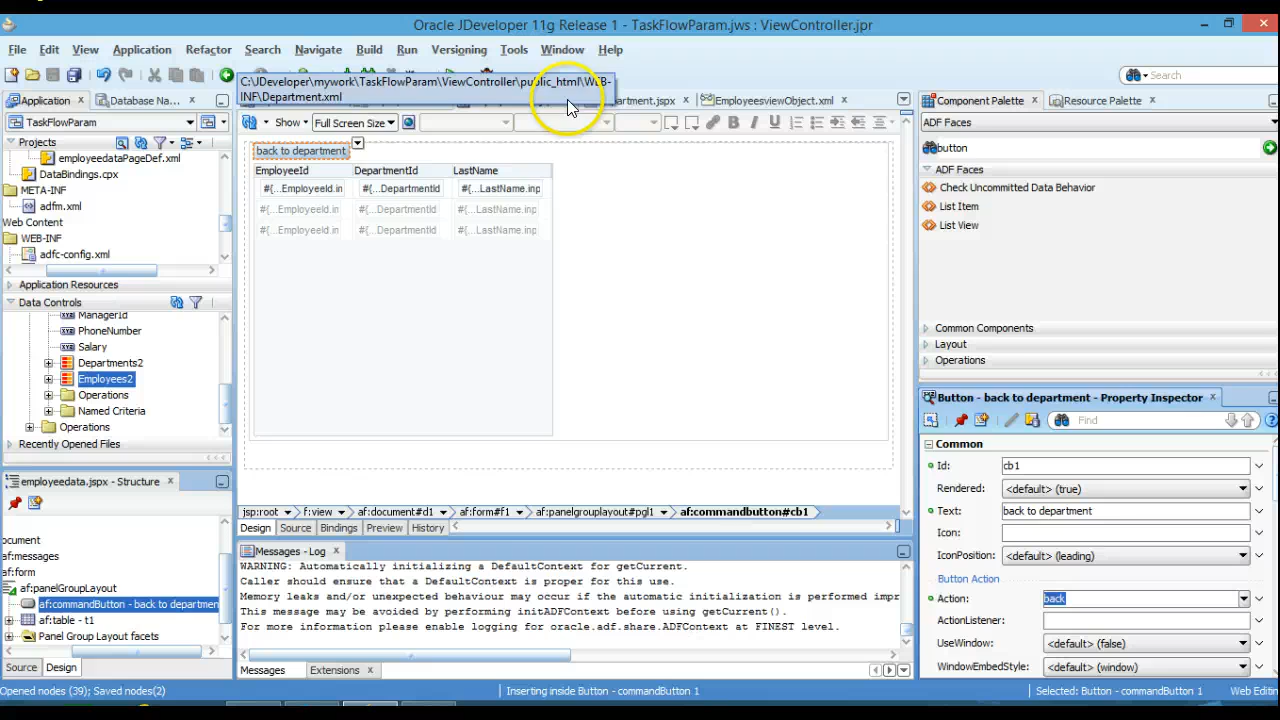 Oracle JDeveloper 11g Release 1 - TaskFlowParam.jws : ViewController.jpr
File Edit View Application Refactor Search Navigate Build Run Versioning Tools Window Help
C:\JDeveloper\mywork\TaskFlowParam\ViewController\public_html\WEB-
INF\Department.xml
Search
Application
Database Na...
artment.jspx
EmployeesviewObject.xml
Component Palette
Resource Palette
TaskFlowParam
Show
Full Screen Size
ADF Faces
Projects
employeedataPageDef.xml
DataBindings.cpx
META-INF
adfm.xml
Web Content
WEB-INF
adfc-config.xml
Application Resources
Data Controls
ManagerId
PhoneNumber
Salary
Departments2
Employees2
Operations
Named Criteria
Operations
Recently Opened Files
back to department
EmployeeId DepartmentId LastName
#{...EmployeeId.in #{...DepartmentId #{...LastName.inp
#{...EmployeeId.in #{...DepartmentId #{...LastName.inp
#{...EmployeeId.in #{...DepartmentId #{...LastName.inp
button
ADF Faces
Check Uncommitted Data Behavior
List Item
List View
Common Components
Layout
Operations
employeedata.jspx - Structure
ocument
af:messages
af:form
af:panelGroupLayout
af:commandButton - back to departmen
af:table - t1
Panel Group Layout facets
Source Design
jsp:root f:view af:document#d1 af:form#f1 af:panelgrouplayout#pgl1 af:commandbutton#cb1
Design Source Bindings Preview History
Messages - Log
WARNING: Automatically initializing a DefaultContext for getCurrent.
Caller should ensure that a DefaultContext is proper for this use.
Memory leaks and/or unexpected behaviour may occur if the automatic initialization is performed impr
This message may be avoided by performing initADFContext before using getCurrent().
For more information please enable logging for oracle.adf.share.ADFContext at FINEST level.
Messages Extensions
Button - back to department - Property Inspector
Find
Common
Id: cb1
Rendered: <default> (true)
Text: back to department
Icon:
IconPosition: <default> (leading)
Button Action
Action: back
ActionListener:
UseWindow: <default> (false)
WindowEmbedStyle: <default> (window)
Opened nodes (39); Saved nodes(2)
Inserting inside Button - commandButton 1
Selected: Button - commandButton 1
Web Editin